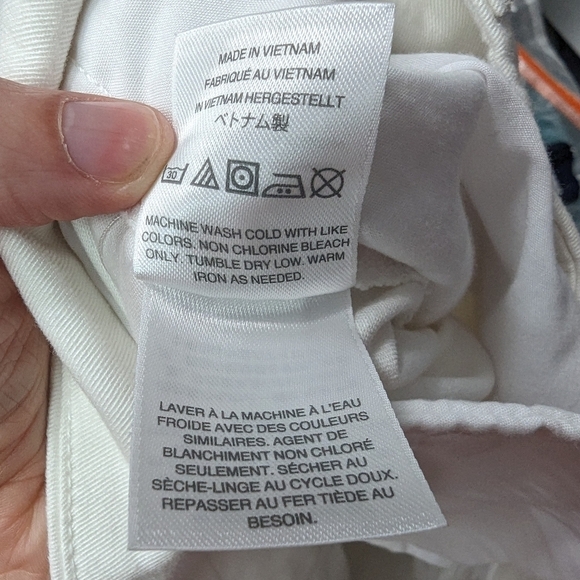 MADE IN VIETNAM
FABRIQUÉ AU VIETNAM
IN VIETNAM HERGESTELLT
ベトナム製
30
MACHINE WASH COLD WITH LIKE
COLORS. NON CHLORINE BLEACH
ONLY. TUMBLE DRY LOW. WARM
IRON AS NEEDED.
LAVER À LA MACHINE À L'EAU
FROIDE AVEC DES COULEURS
SIMILAIRES. AGENT DE
BLANCHIMENT NON CHLORÉ
SEULEMENT. SÉCHER AU
SÈCHE-LINGE AU CYCLE DOUX.
REPASSER AU FER TIÈDE AU
BESOIN.